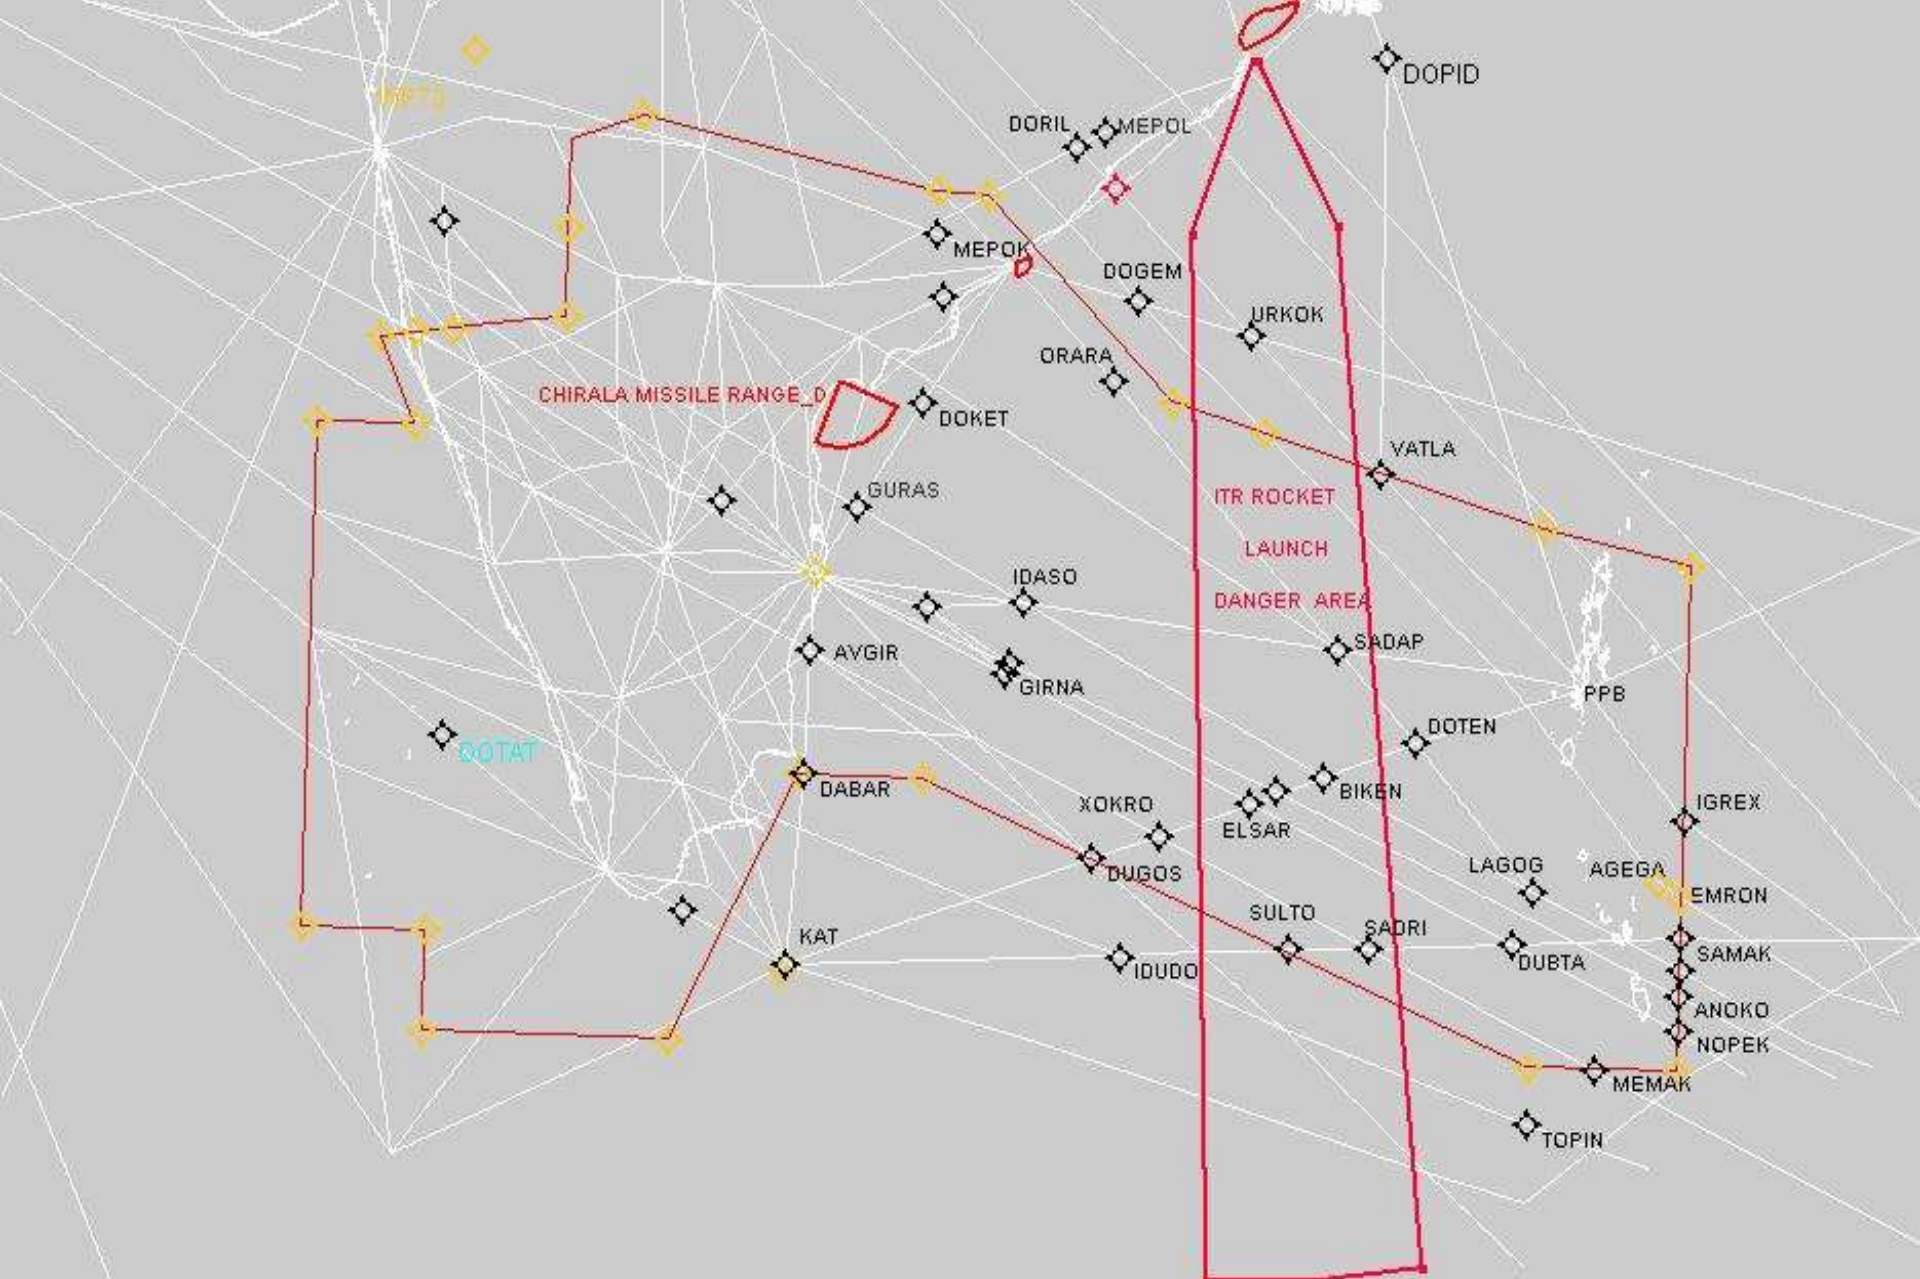 DOPID
DORIL
MEPOL
MEPOK
DOGEM
URKOK
ORARA
CHIRALA MISSILE RANGE_D
DOKET
VATLA
GURAS
ITR ROCKET
LAUNCH
DANGER AREA
IDASO
SADAP
AVGIR
GIRNA
PPB
DOTEN
DOTAT
DABAR
BIKEN
XOKRO
ELSAR
IGREX
DUGOS
LAGOG
AGEGA
EMRON
SULTO
SADRI
KAT
SAMAK
DUBTA
IDUDO
ANOKO
NOPEK
MEMAK
TOPIN